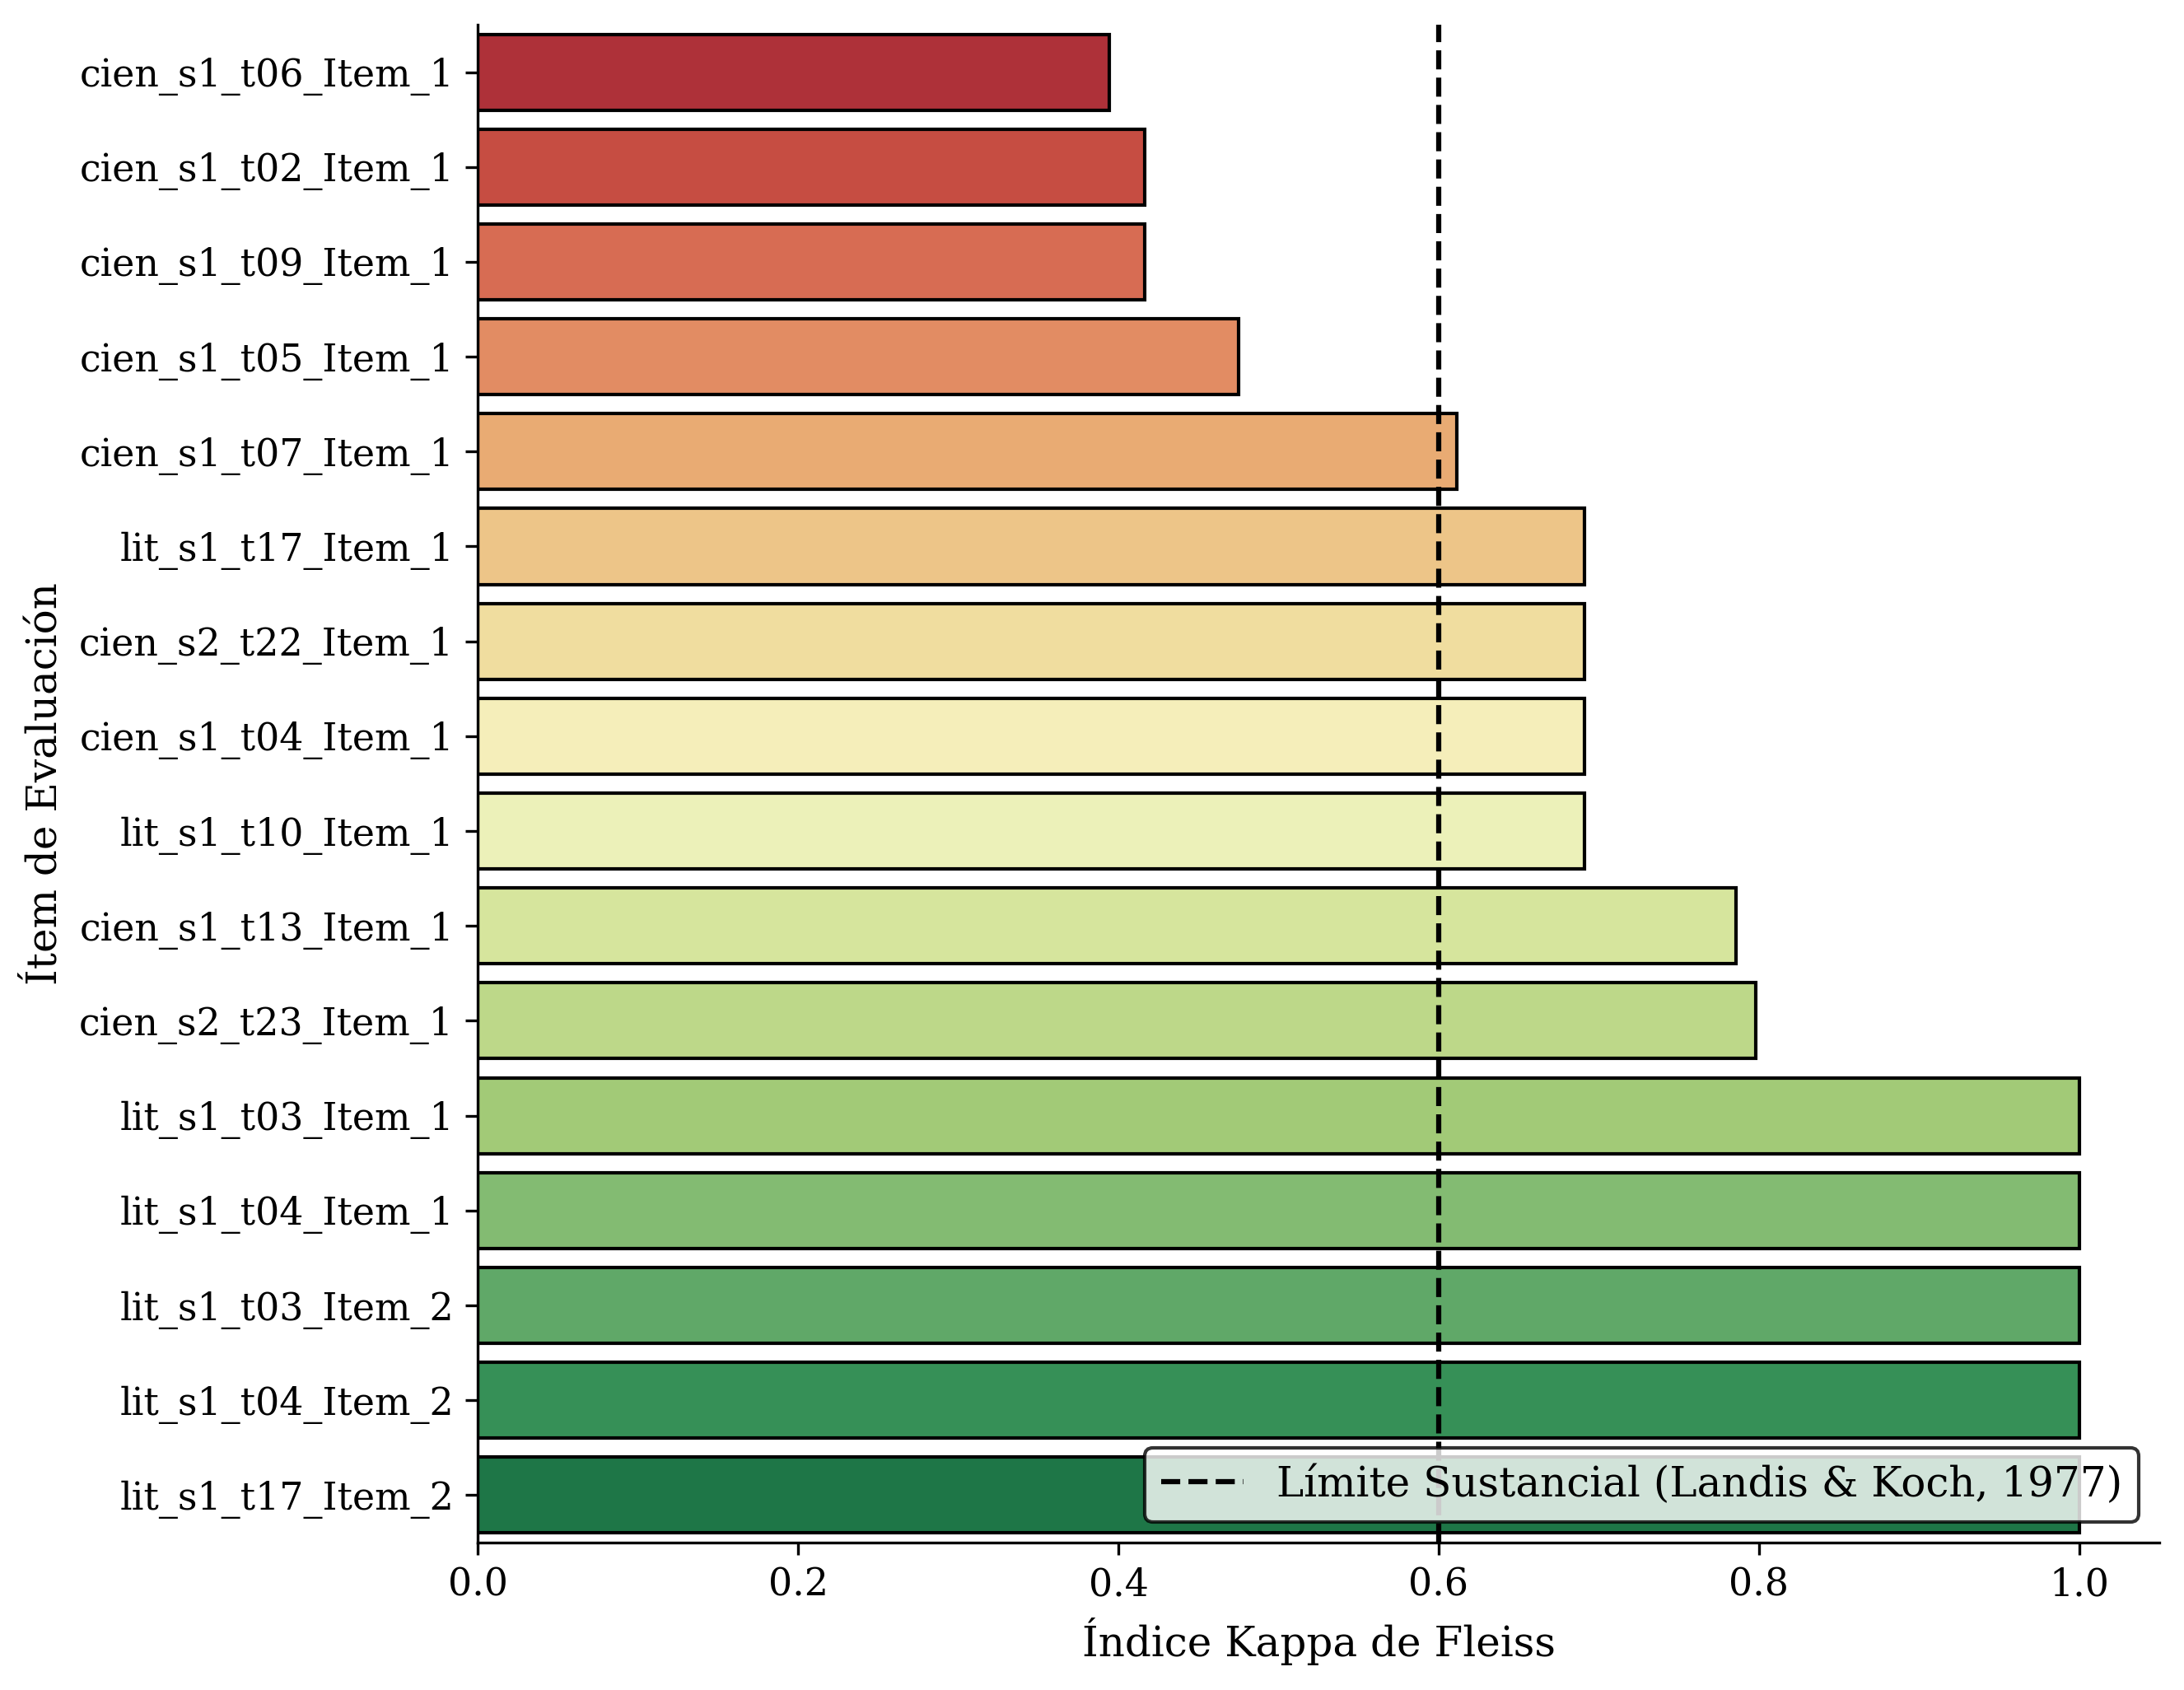 cien_s1_t06_Item_1
cien_s1_t02_Item_1
cien_s1_t09_Item_1
cien_s1_t05_Item_1
cien_s1_t07_Item_1
lit_s1_t17_Item_1
cien_s2_t22_Item_1
cien_s1_t04_Item_1
lit_s1_t10_Item_1
cien_s1_t13_Item_1
cien_s2_t23_Item_1
lit_s1_t03_Item_1
lit_s1_t04_Item_1
lit_s1_t03_Item_2
lit_s1_t04_Item_2
lit_s1_t17_Item_2
Ítem de Evaluación
Límite Sustancial (Landis & Koch, 1977)
0.0 0.2 0.4 0.6 0.8 1.0
Índice Kappa de Fleiss